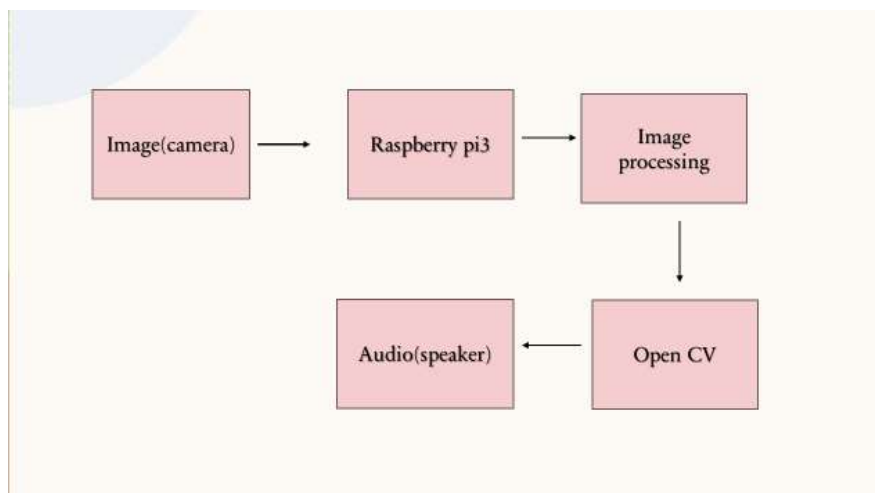 Image(camera)
Raspberry pi3
Image
processing
Audio(speaker)
Open CV